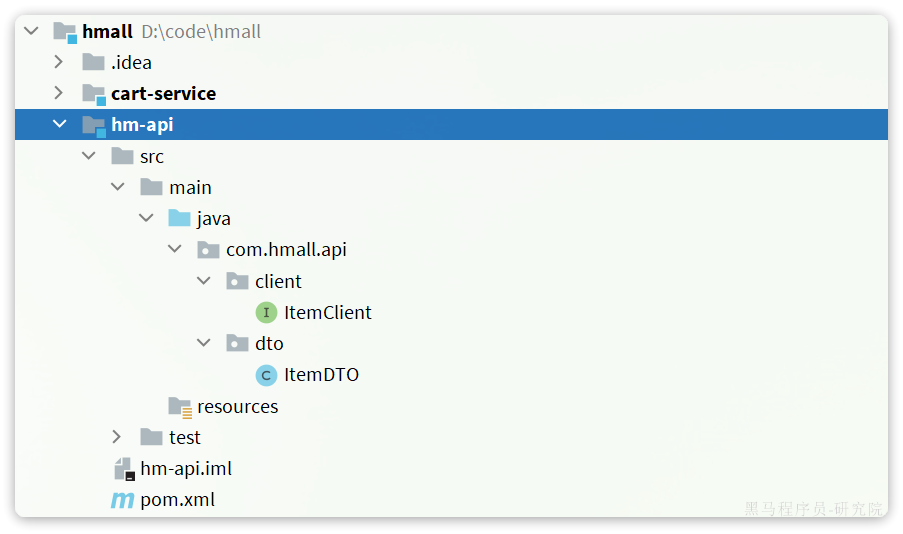 hmall D:\code\hmall
.idea
cart-service
hm-api
src
main
java
com.hmall.api
client
I ItemClient
dto
C ItemDTO
resources
test
hm-api.iml
m pom.xml
黑马程序员-研究院